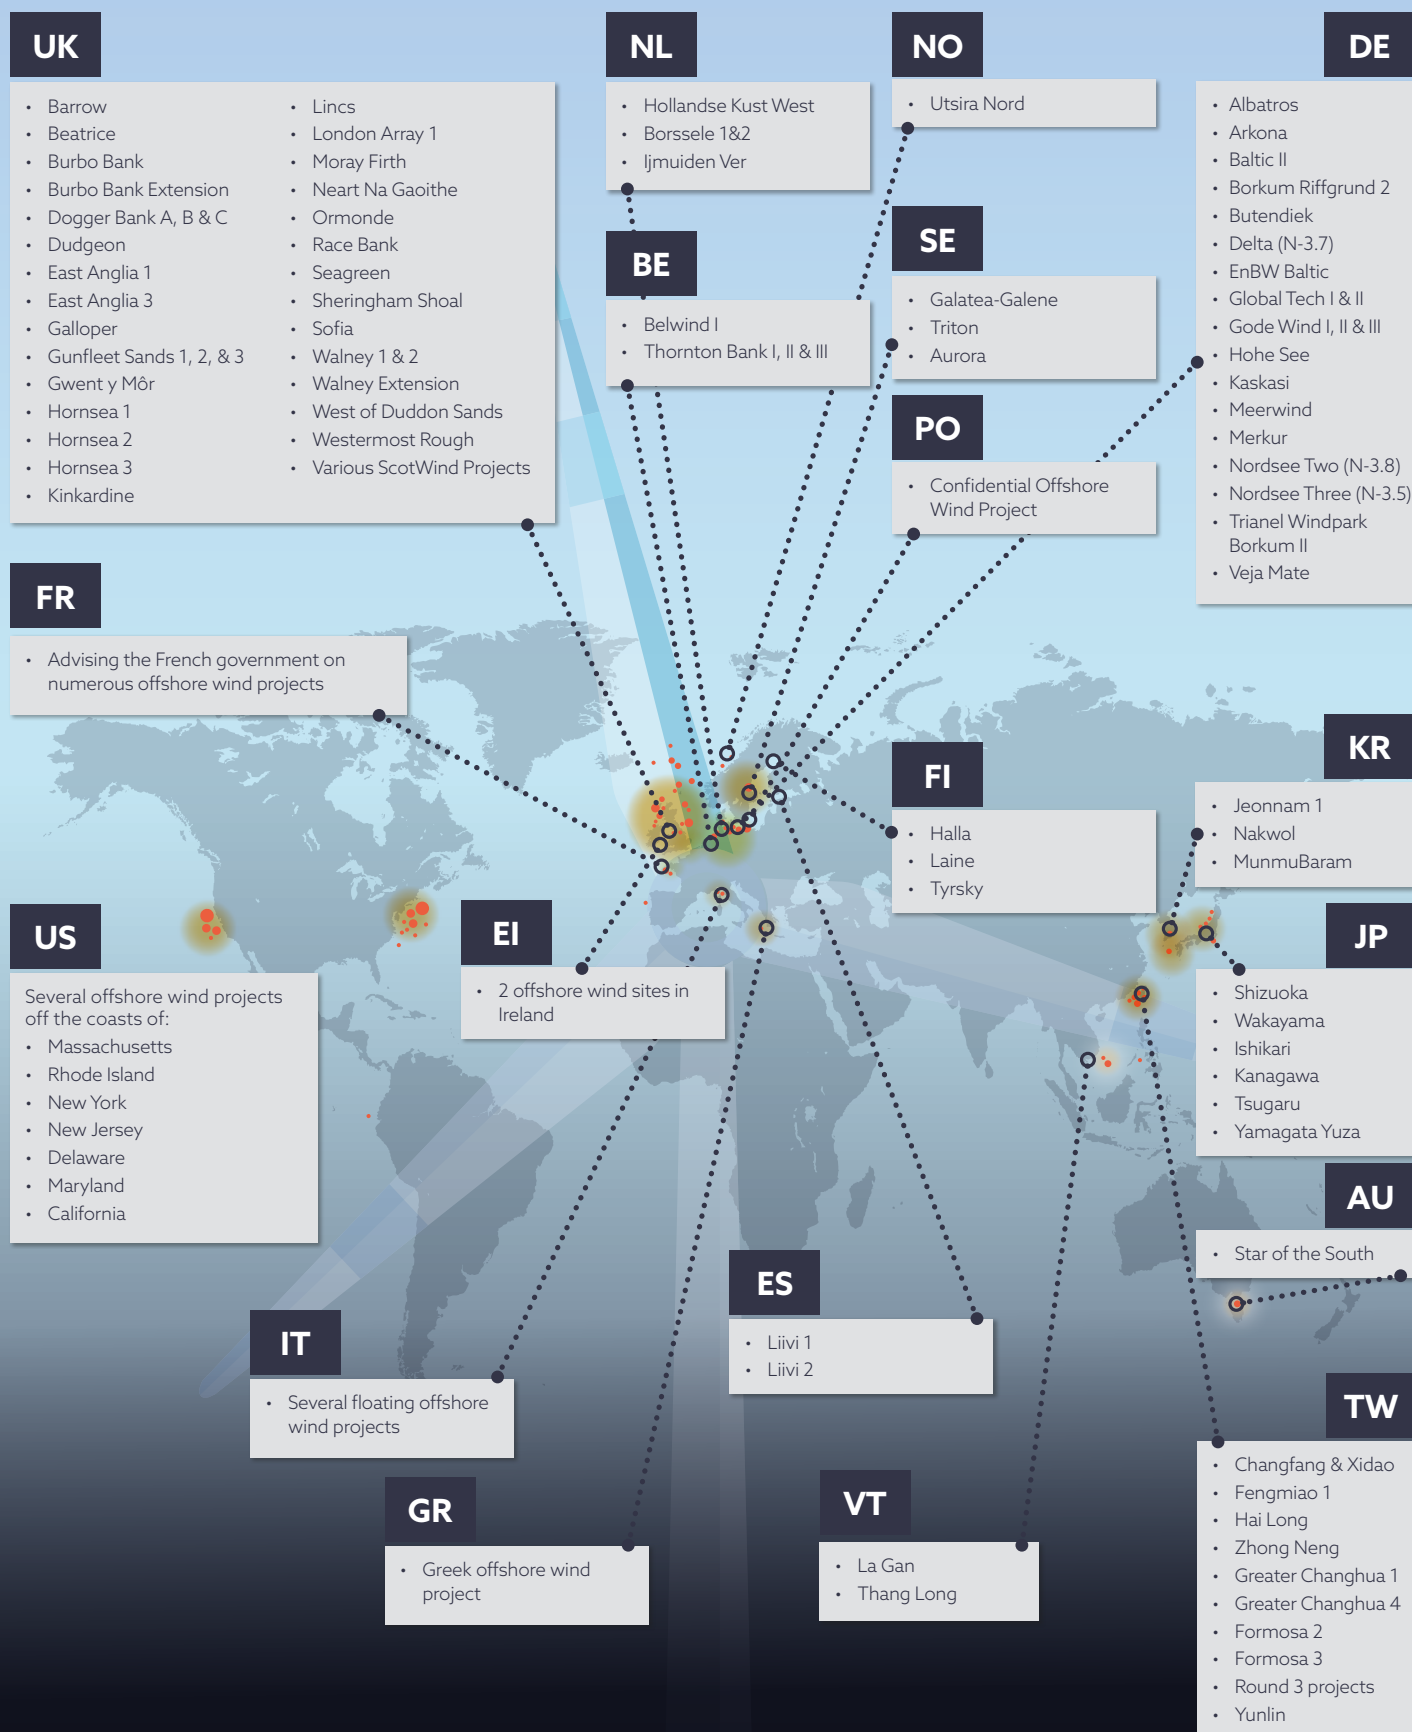 UK
Barrow
Beatrice
Burbo Bank
Burbo Bank Extension
Dogger Bank A, B & C
Dudgeon
East Anglia 1
East Anglia 3
Galloper
Gunfleet Sands 1, 2, & 3
Gwent y Môr
Hornsea 1
Hornsea 2
Hornsea 3
Kinkardine
Lincs
London Array 1
Moray Firth
Neart Na Gaoithe
Ormonde
Race Bank
Seagreen
Sheringham Shoal
Sofia
Walney 1 & 2
Walney Extension
West of Duddon Sands
Westermost Rough
Various ScotWind Projects
NL
Hollandse Kust West
Borssele 1&2
Ijmuiden Ver
BE
Belwind I
Thornton Bank I, II & III
NO
Utsira Nord
SE
Galatea-Galene
Triton
Aurora
PO
Confidential Offshore
Wind Project
DE
Albatros
Arkona
Baltic II
Borkum Riffgrund 2
Butendiek
Delta (N-3.7)
EnBW Baltic
Global Tech I & II
Gode Wind I, II & III
Hohe See
Kaskasi
Meerwind
Merkur
Nordsee Two (N-3.8)
Nordsee Three (N-3.5)
Trianel Windpark
Borkum II
Veja Mate
FR
Advising the French government on
numerous offshore wind projects
FI
Halla
Laine
Tyrsky
KR
Jeonnam 1
Nakwol
MunmuBaram
US
Several offshore wind projects
off the coasts of:
Massachusetts
Rhode Island
New York
New Jersey
Delaware
Maryland
California
EI
2 offshore wind sites in
Ireland
JP
Shizuoka
Wakayama
Ishikari
Kanagawa
Tsugaru
Yamagata Yuza
AU
Star of the South
ES
Liivi 1
Liivi 2
IT
Several floating offshore
wind projects
GR
Greek offshore wind
project
VT
La Gan
Thang Long
TW
Changfang & Xidao
Fengmiao 1
Hai Long
Zhong Neng
Greater Changhua 1
Greater Changhua 4
Formosa 2
Formosa 3
Round 3 projects
Yunlin